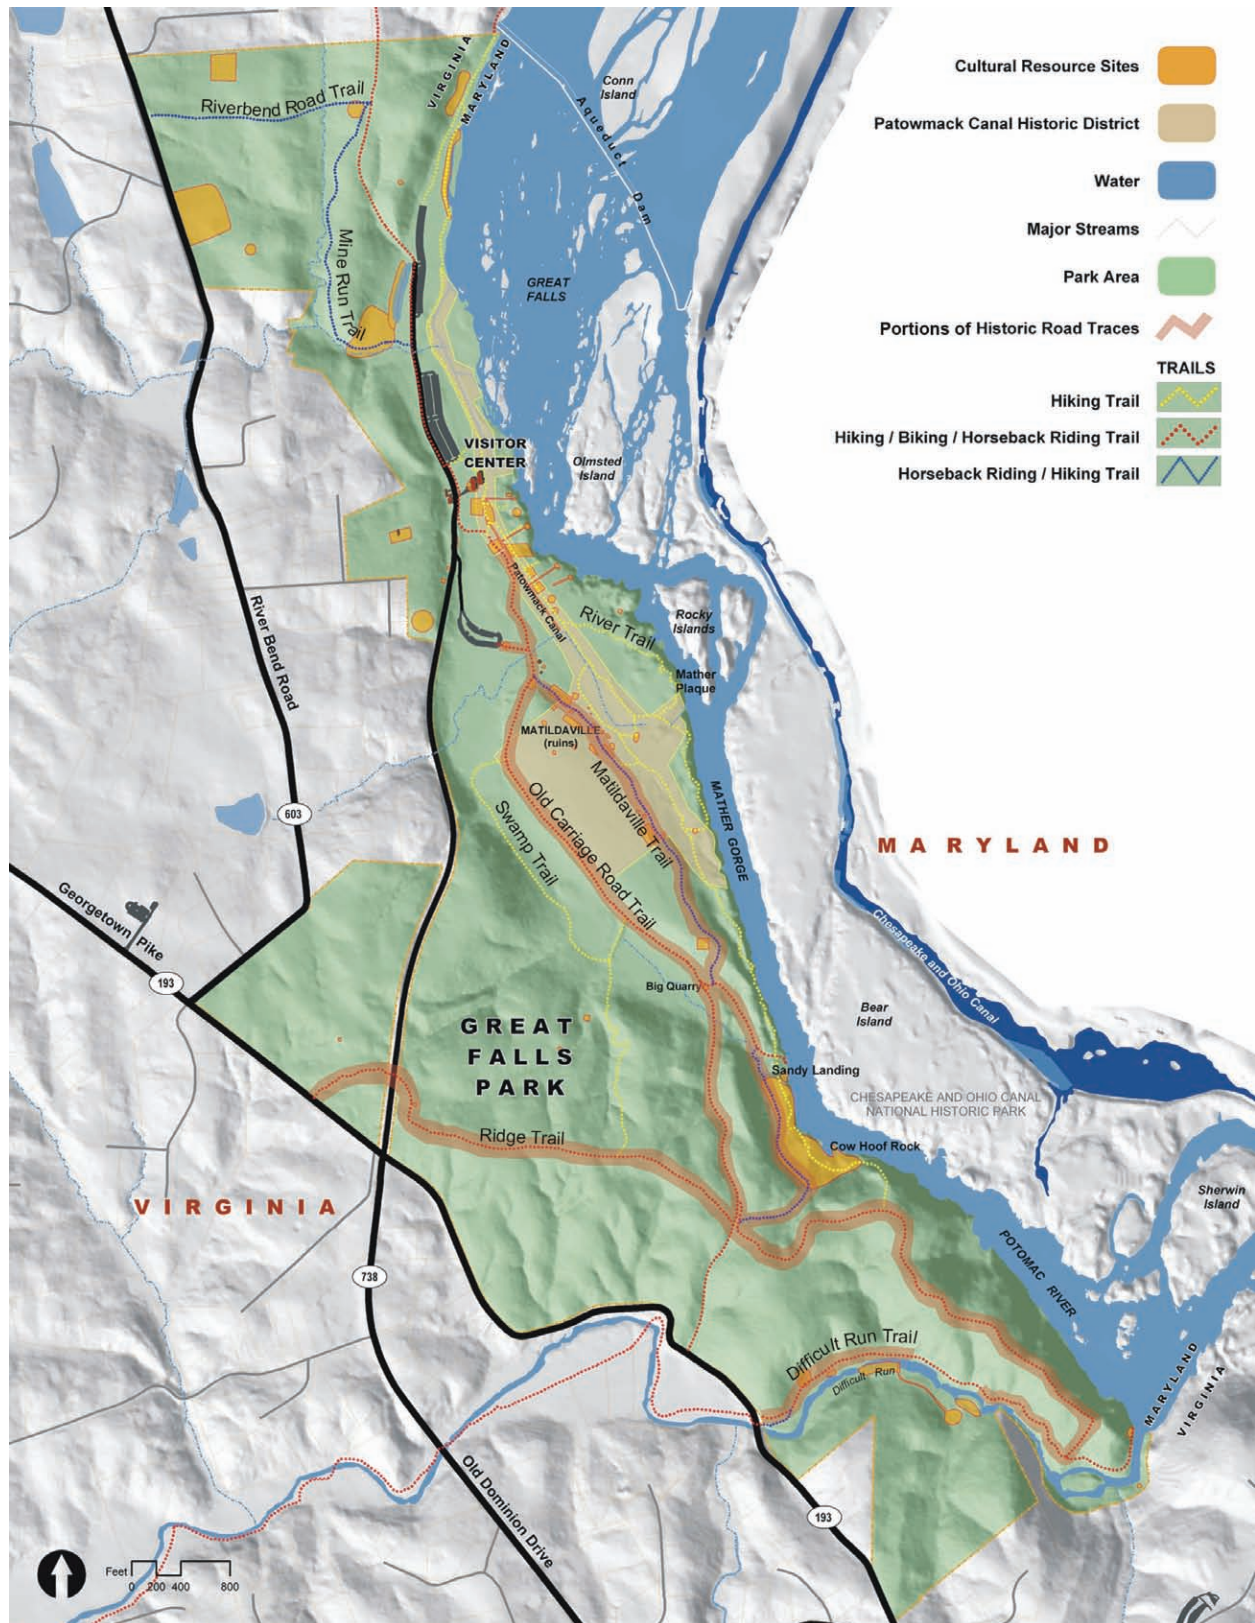 Cultural Resource Sites
Patowmack Canal Historic District
Water
Major Streams
Park Area
Portions of Historic Road Traces
TRAILS
Hiking Trail
Hiking / Biking / Horseback Riding Trail
Horseback Riding / Hiking Trail
VIRGINIA
MARYLAND
Conn
Island
Aqueduct Dam
Riverbend Road Trail
Mine Run Trail
GREAT
FALLS
VISITOR
CENTER
Olmsted
Island
Patowmack Canal
River Trail
Rocky
Islands
Mather
Plaque
River Bend Road
MATILDAVILLE
(ruins)
Matildaville Trail
Old Carriage Road Trail
Swamp Trail
MATHER GORGE
603
MARYLAND
Georgetown Pike
193
Chesapeake and Ohio Canal
Big Quarry
Bear
Island
GREAT
FALLS
PARK
Sandy Landing
CHESAPEAKE AND OHIO CANAL
NATIONAL HISTORIC PARK
Ridge Trail
Cow Hoof Rock
VIRGINIA
Sherwin
Island
POTOMAC RIVER
738
Difficult Run Trail
Difficult Run
MARYLAND
VIRGINIA
Old Dominion Drive
193
Feet
0 200 400 800